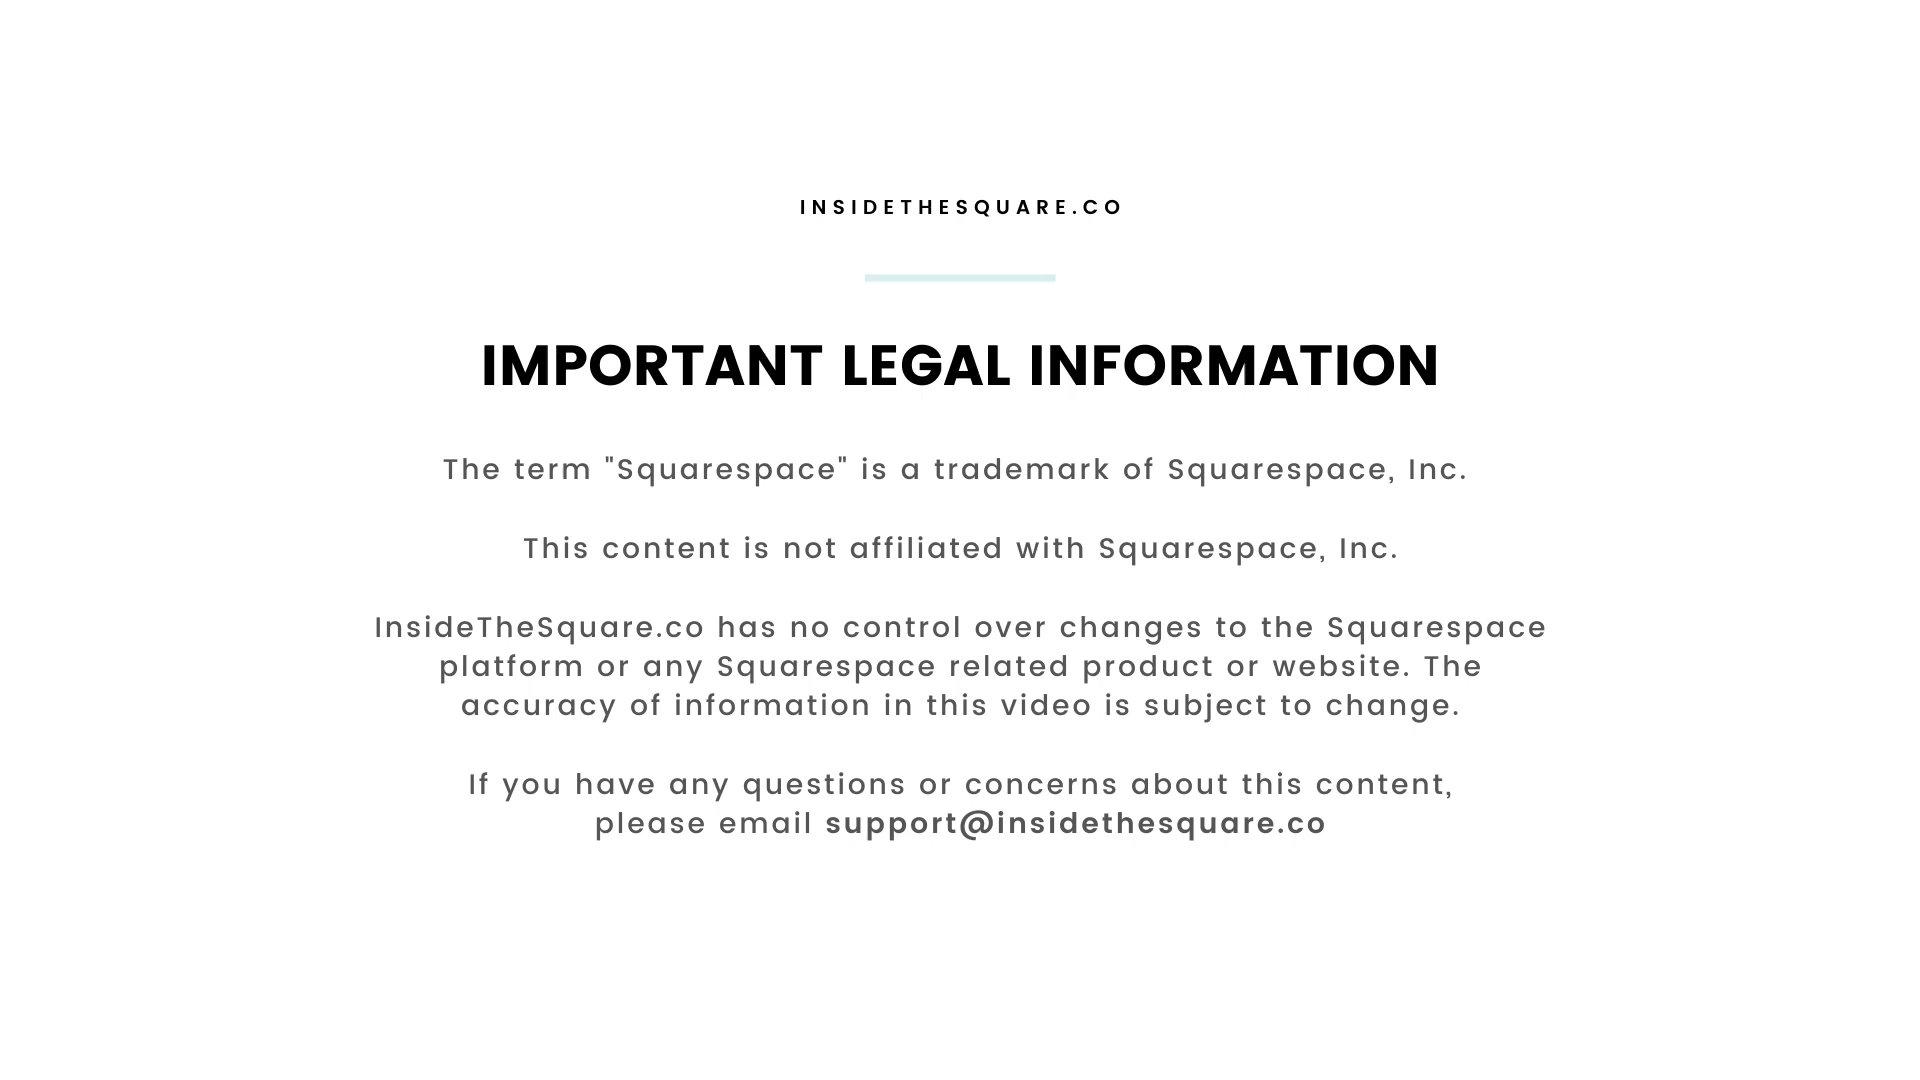 INSIDETHESQUARE.CO
IMPORTANT LEGAL INFORMATION
The term "Squarespace" is a trademark of Squarespace, Inc.
This content is not affiliated with Squarespace, Inc.
InsideTheSquare.co has no control over changes to the Squarespace
platform or any Squarespace related product or website. The
accuracy of information in this video is subject to change.
If you have any questions or concerns about this content,
please email support@insidethesquare.co